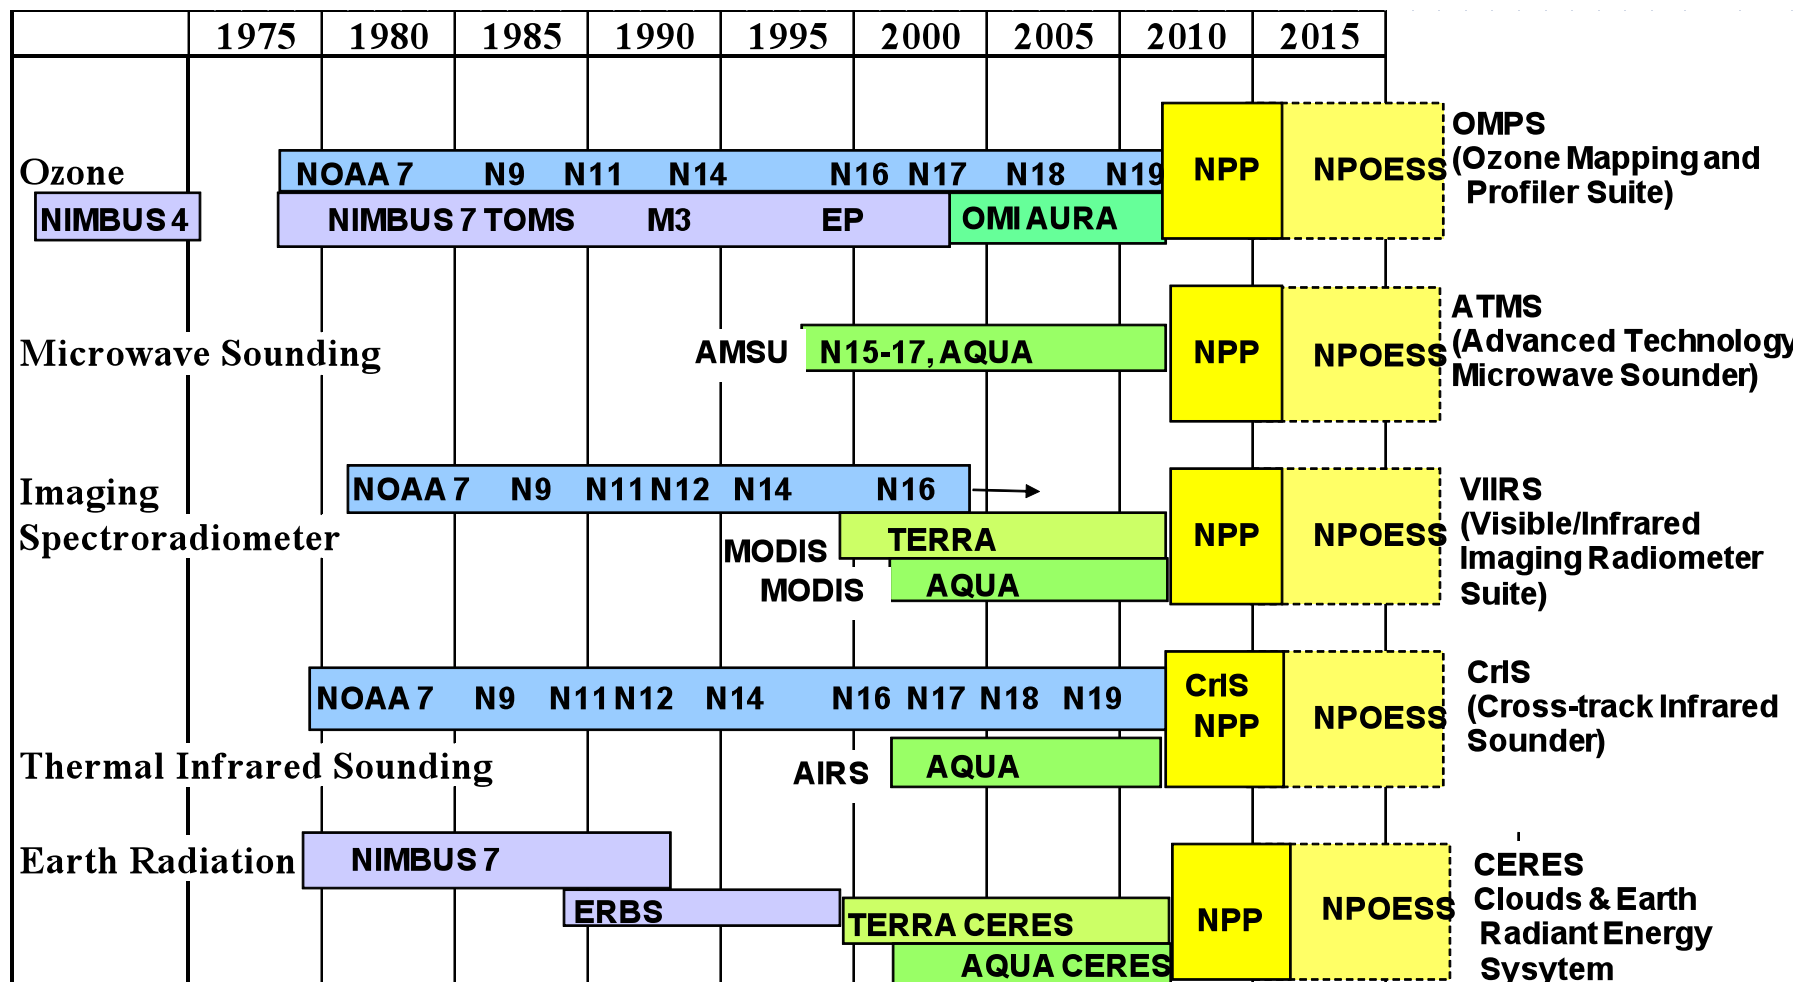 1975 1980 1985 1990 1995 2000 2005 2010 2015
Ozone
NOAA 7 N9 N11 N14 N16 N17 N18 N19
NIMBUS 4
NIMBUS 7 TOMS M3 EP
OMI AURA
NPP
NPOESS
OMPS
(Ozone Mapping and
Profiler Suite)
Microwave Sounding
AMSU
N15-17, AQUA
NPP
NPOESS
ATMS
(Advanced Technology
Microwave Sounder)
Imaging
Spectroradiometer
NOAA 7 N9 N11 N12 N14 N16
MODIS
TERRA
MODIS
AQUA
NPP
NPOESS
VIIRS
(Visible/Infrared
Imaging Radiometer
Suite)
Thermal Infrared Sounding
NOAA 7 N9 N11 N12 N14 N16 N17 N18 N19
AIRS
AQUA
CrIS
NPP
NPOESS
CrIS
(Cross-track Infrared
Sounder)
Earth Radiation
NIMBUS 7
ERBS
TERRA CERES
AQUA CERES
NPP
NPOESS
CERES
Clouds & Earth
Radiant Energy
Sysytem